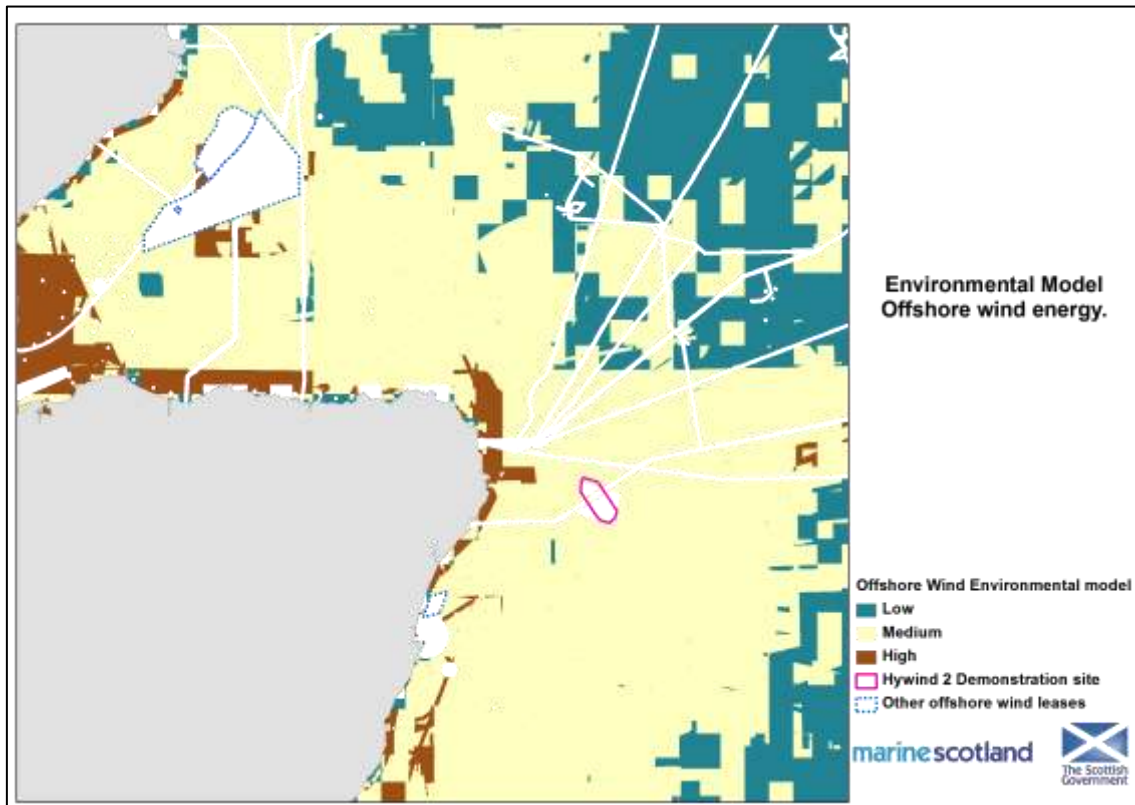 Environmental Model
Offshore wind energy.
Offshore Wind Environmental model
Low
Medium
High
Hywind 2 Demonstration site
Other offshore wind leases
marinescotland
The Scottish
Government